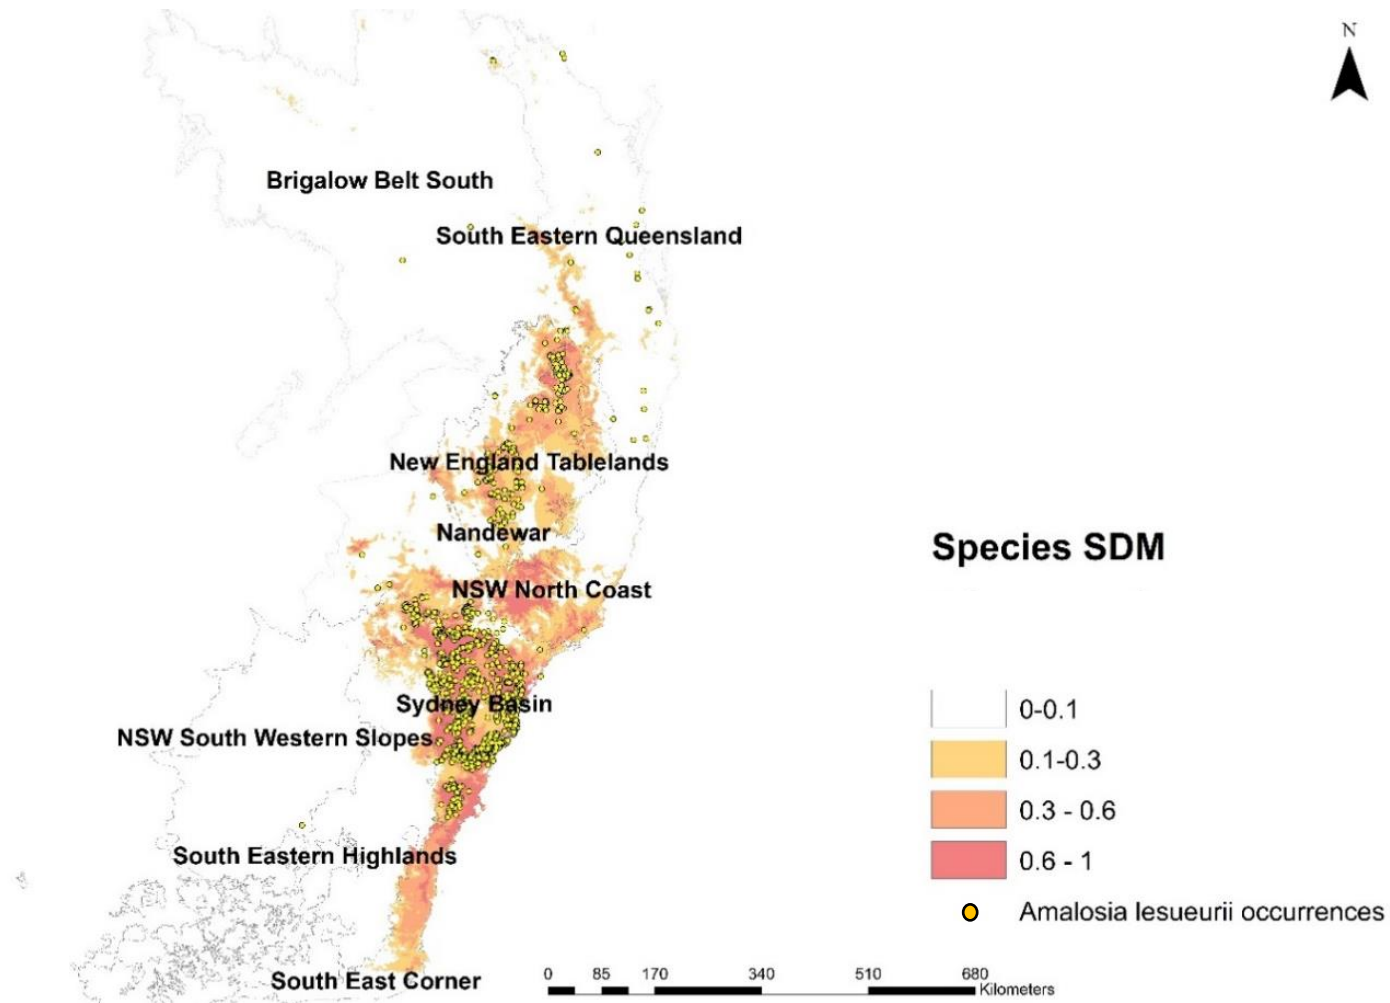 N
Brigalow Belt South
South Eastern Queensland
New England Tablelands
Nandewar
NSW North Coast
Sydney Basin
NSW South Western Slopes
South Eastern Highlands
South East Corner
Species SDM
0-0.1
0.1-0.3
0.3 - 0.6
0.6 - 1
Amalosia lesueurii occurrences
0 85 170 340 510 680
Kilometers